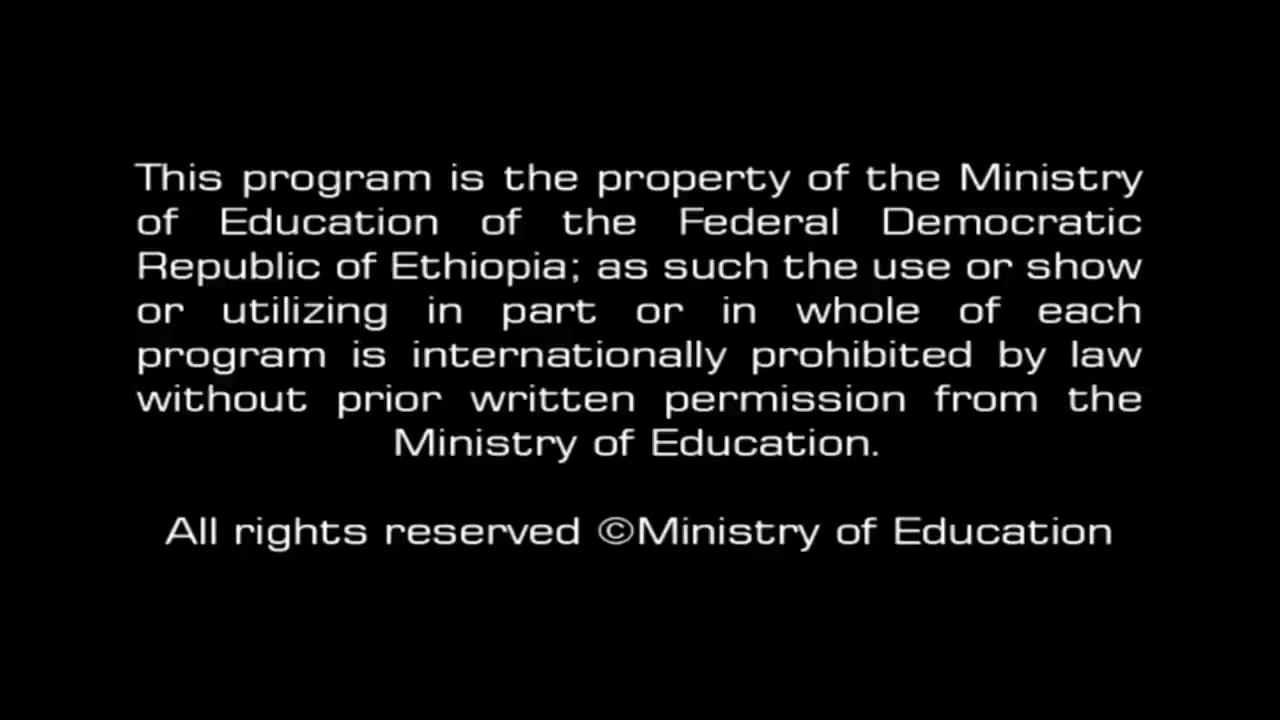 This program is the property of the Ministry
of Education of the Federal Democratic
Republic of Ethiopia; as such the use or show
or utilizing in part or in whole of each
program is internationally prohibited by law
without prior written permission from the
Ministry of Education.
All rights reserved ©Ministry of Education